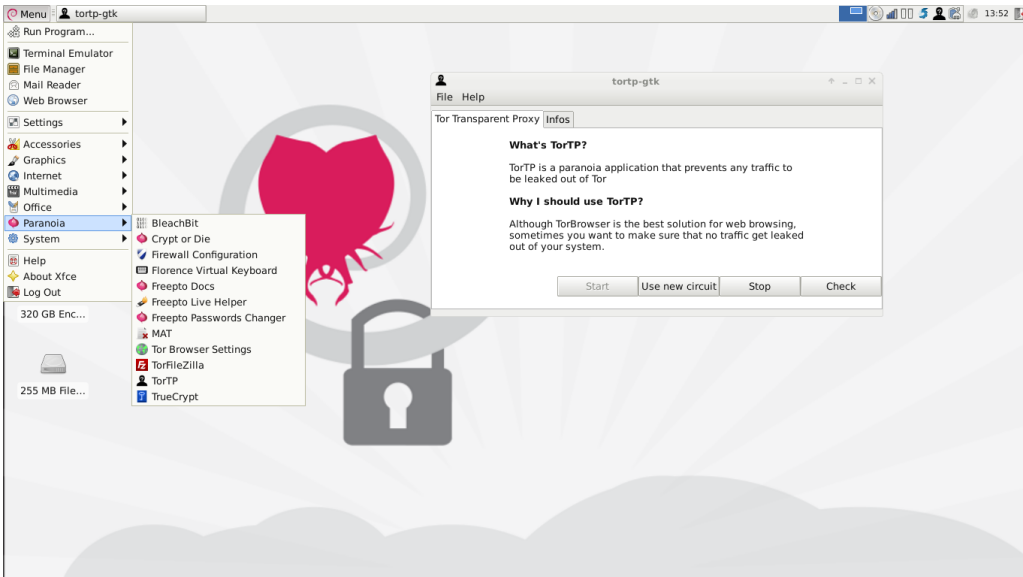 Menu
tortp-gtk
13:52
Run Program...
Terminal Emulator
File Manager
Mail Reader
Web Browser
Settings
Accessories
Graphics
Internet
Multimedia
Office
Paranoia
System
Help
About Xfce
Log Out
BleachBit
Crypt or Die
Firewall Configuration
Florence Virtual Keyboard
Freepto Docs
Freepto Live Helper
Freepto Passwords Changer
MAT
Tor Browser Settings
TorFileZilla
TorTP
TrueCrypt
320 GB Enc...
255 MB File...
tortp-gtk
File Help
Tor Transparent Proxy Infos
What's TorTP?
TorTP is a paranoia application that prevents any traffic to
be leaked out of Tor
Why I should use TorTP?
Although TorBrowser is the best solution for web browsing,
sometimes you want to make sure that no traffic get leaked
out of your system.
Start Use new circuit Stop Check